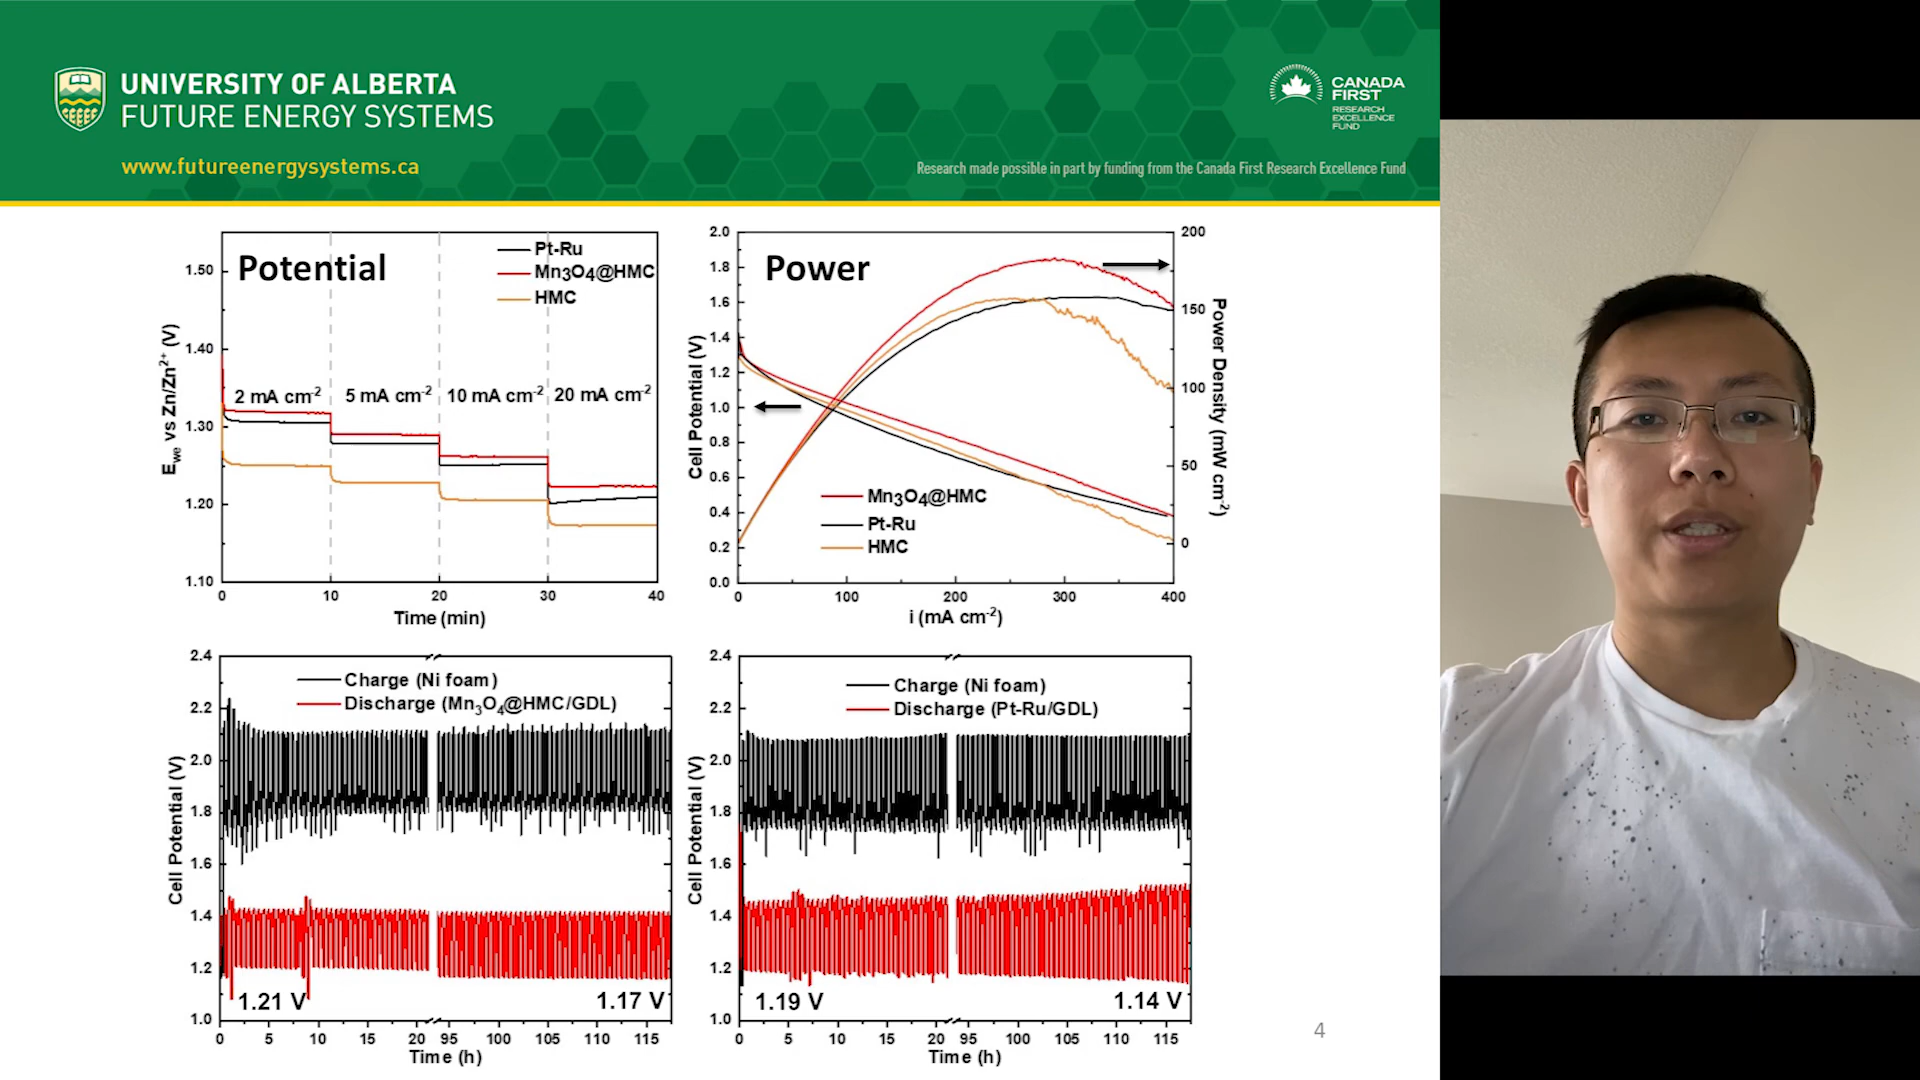 UNIVERSITY OF ALBERTA
FUTURE ENERGY SYSTEMS
www.futureenergysystems.ca
CANADA
FIRST
RESEARCH
EXCELLENCE
FUND
Research made possible in part by funding from the Canada First Research Excellence Fund
Potential
Pt-Ru
Mn3O4@HMC
HMC
2 mA cm-2
5 mA cm-2
10 mA cm-2
20 mA cm-2
Ewe vs Zn/Zn2+ (V)
1.50
1.40
1.30
1.20
1.10
0 10 20 30 40
Time (min)
Power
Cell Potential (V)
2.0
1.8
1.6
1.4
1.2
1.0
0.8
0.6
0.4
0.2
0.0
Mn3O4@HMC
Pt-Ru
HMC
200
150
100
50
0
Power Density (mW cm-2)
0 100 200 300 400
i (mA cm-2)
Cell Potential (V)
2.4
2.2
2.0
1.8
1.6
1.4
1.2
1.0
Charge (Ni foam)
Discharge (Mn3O4@HMC/GDL)
1.21 V
1.17 V
0 5 10 15 20 95 100 105 110 115
Time (h)
Cell Potential (V)
2.4
2.2
2.0
1.8
1.6
1.4
1.2
1.0
Charge (Ni foam)
Discharge (Pt-Ru/GDL)
1.19 V
1.14 V
0 5 10 15 20 95 100 105 110 115
Time (h)
4